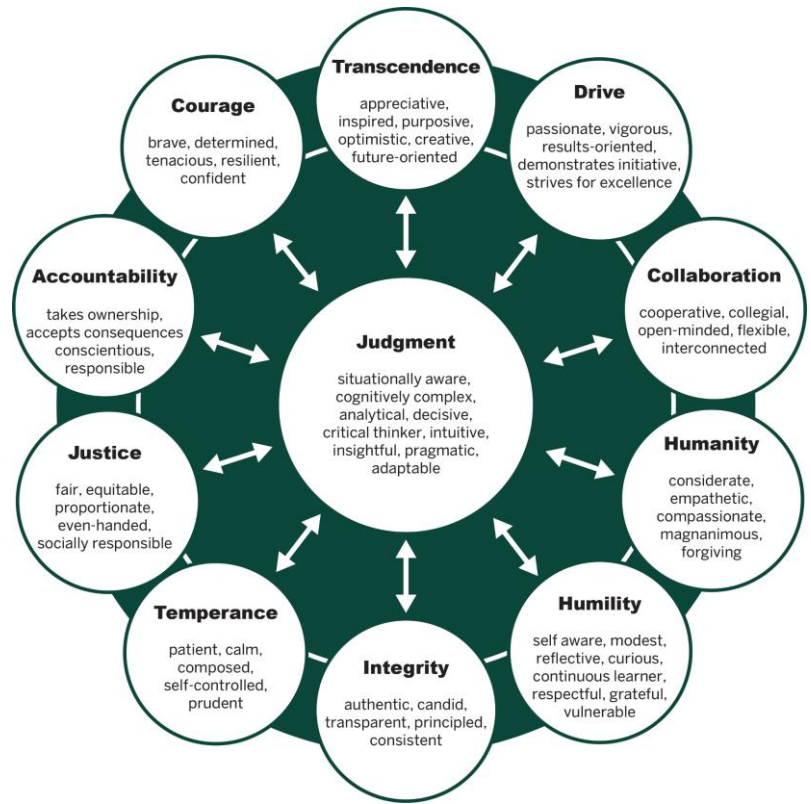 Transcendence
appreciative,
inspired, purposive,
optimistic, creative,
future-oriented
Drive
passionate, vigorous,
results-oriented,
demonstrates initiative,
strives for excellence
Collaboration
cooperative, collegial,
open-minded, flexible,
interconnected
Humanity
considerate,
empathetic,
compassionate,
magnanimous,
forgiving
Humility
self aware, modest,
reflective, curious,
continuous learner,
respectful, grateful,
vulnerable
Integrity
authentic, candid,
transparent, principled,
consistent
Temperance
patient, calm,
composed,
self-controlled,
prudent
Justice
fair, equitable,
proportionate,
even-handed,
socially responsible
Accountability
takes ownership,
accepts consequences
conscientious,
responsible
Courage
brave, determined,
tenacious, resilient,
confident
Judgment
situationally aware,
cognitively complex,
analytical, decisive,
critical thinker, intuitive,
insightful, pragmatic,
adaptable